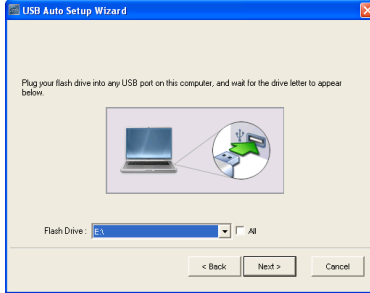 USB Auto Setup Wizard
Plug your flash drive into any USB port on this computer, and wait for the drive letter to appear
below.
Flash Drive : E:\ All
< Back Next > Cancel